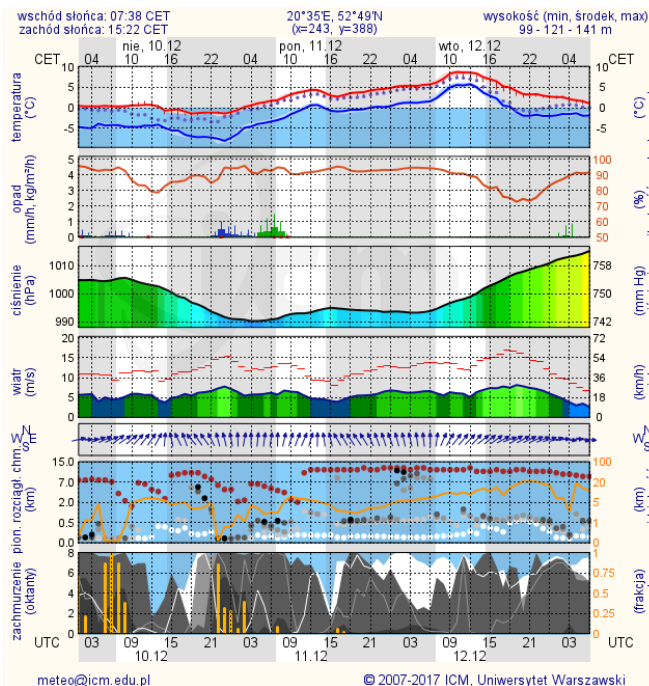 wschód słońca: 07:38 CET 20°35'E, 52°49'N wysokość (min, środek, max)
zachód słońca: 15:22 CET (x=243, y=388) 99 - 121 - 141 m
nie, 10.12 pon, 11.12 wto, 12.12
CET 04 10 16 22 04 10 16 22 04 10 16 22 04 CET
temperatura (°C)
10 5 0 -5
10 5 0 -5
(°C)
opad (mm/h, kg/m²/h)
5 4 3 2 1 0
100 90 80 70 60 50
(%)
ciśnienie (hPa)
1010 1000 990
758 750 742
(mm Hg)
wiatr (m/s)
20 15 10 5 0
72 54 36 18 0
(km/h)
N
W E
S
N
W
S
pion. rozciągł. chm. (km)
15.0 7.0 2.0 0.5 0.0
100 20 5 1 0
(km)
zachmurzenie (oktanty)
8 6 4 2 0
1 0.75 0.5 0.25 0
(frakcja)
UTC 03 09 15 21 03 09 15 21 03 09 15 21 03 UTC
10.12 11.12 12.12
meteo@icm.edu.pl © 2007-2017 ICM, Uniwersytet Warszawski